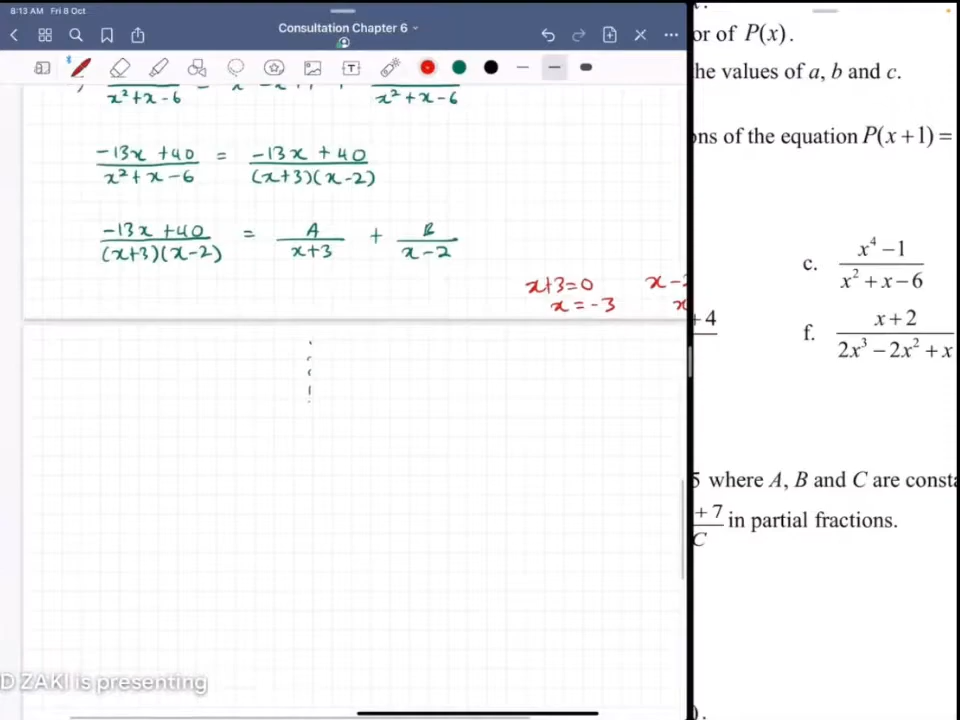 8:13 AM Fri 8 Oct
Consultation Chapter 6
x² + x - 6 = x² + x - 6
-13x + 40 / x² + x - 6 = -13x + 40 / (x+3)(x-2)
-13x + 40 / (x+3)(x-2) = A / x+3 + B / x-2
x+3=0
x = -3
or of P(x).
he values of a, b and c.
ons of the equation P(x+1) =
c. x⁴ - 1 / x² + x - 6
+ 4
f. x + 2 / 2x³ - 2x² + x
5 where A, B and C are consta
+ 7 / C in partial fractions.
D ZAKI is presenting
).